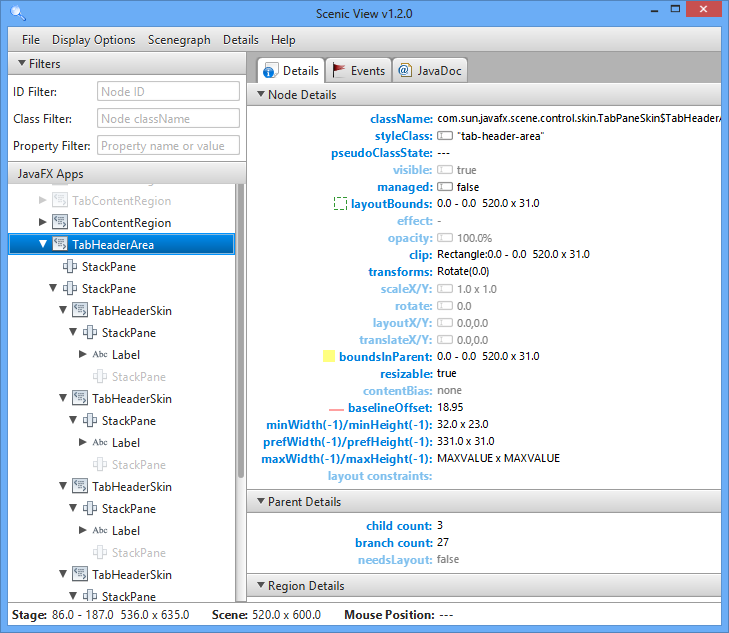 Scenic View v1.2.0
File Display Options Scenegraph Details Help
Filters
ID Filter: Node ID
Class Filter: Node className
Property Filter: Property name or value
JavaFX Apps
TabContentRegion
TabContentRegion
TabHeaderArea
StackPane
StackPane
TabHeaderSkin
StackPane
Abc Label
StackPane
TabHeaderSkin
StackPane
Abc Label
StackPane
TabHeaderSkin
StackPane
Abc Label
StackPane
TabHeaderSkin
StackPane
Details Events @ JavaDoc
Node Details
className: com.sun.javafx.scene.control.skin.TabPaneSkin$TabHeaderA
styleClass: "tab-header-area"
pseudoClassState: ---
visible: true
managed: false
layoutBounds: 0.0 - 0.0 520.0 x 31.0
effect: -
opacity: 100.0%
clip: Rectangle:0.0 - 0.0 520.0 x 31.0
transforms: Rotate(0.0)
scaleX/Y: 1.0 x 1.0
rotate: 0.0
layoutX/Y: 0.0,0.0
translateX/Y: 0.0,0.0
boundsInParent: 0.0 - 0.0 520.0 x 31.0
resizable: true
contentBias: none
baselineOffset: 18.95
minWidth(-1)/minHeight(-1): 32.0 x 23.0
prefWidth(-1)/prefHeight(-1): 331.0 x 31.0
maxWidth(-1)/maxHeight(-1): MAXVALUE x MAXVALUE
layout constraints:
Parent Details
child count: 3
branch count: 27
needsLayout: false
Region Details
Stage: 86.0 - 187.0 536.0 x 635.0 Scene: 520.0 x 600.0 Mouse Position: ---